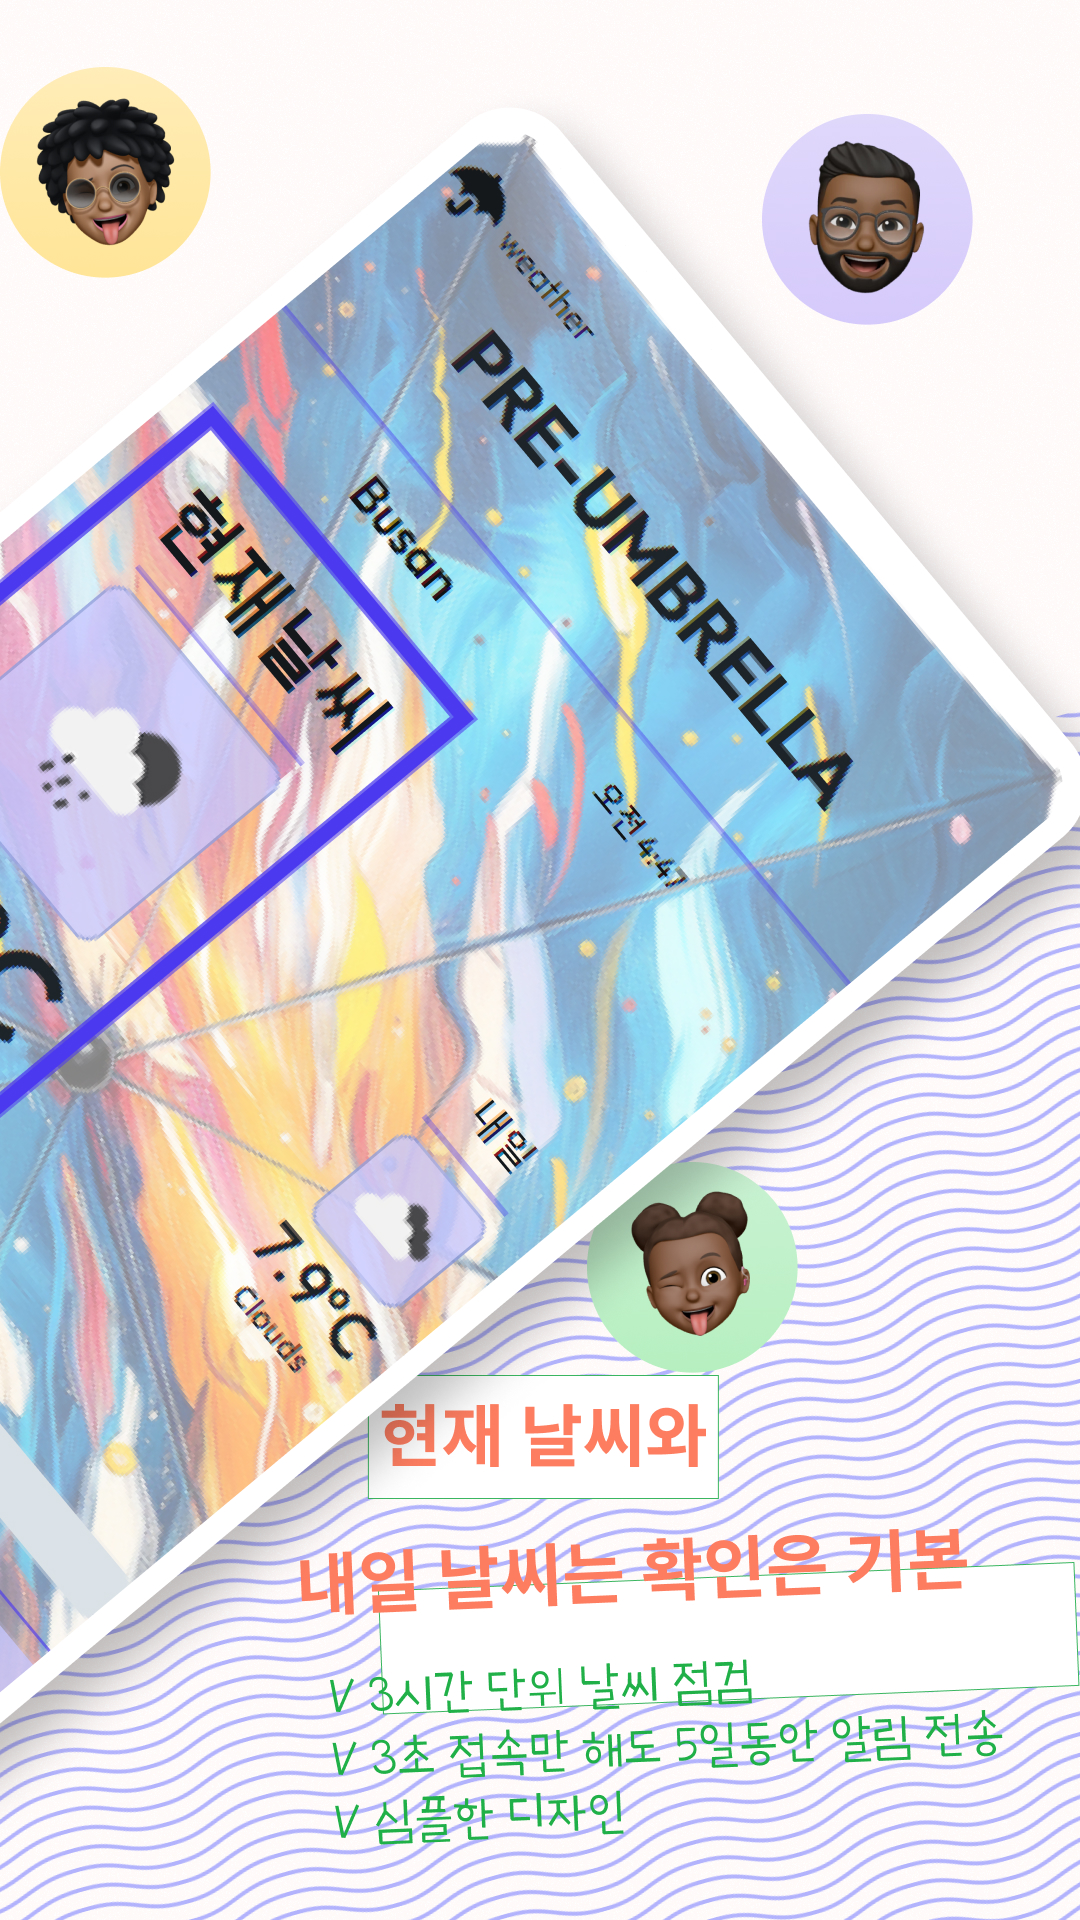 weather
PRE-UMBRELLA
Busan
오전 4:47
현재날씨
°C
내일
7.9°C
Clouds
현재 날씨와
내일 날씨는 확인은 기본
V 3시간 단위 날씨 점검
V 3초 접속만 해도 5일동안 알림 전송
V 심플한 디자인